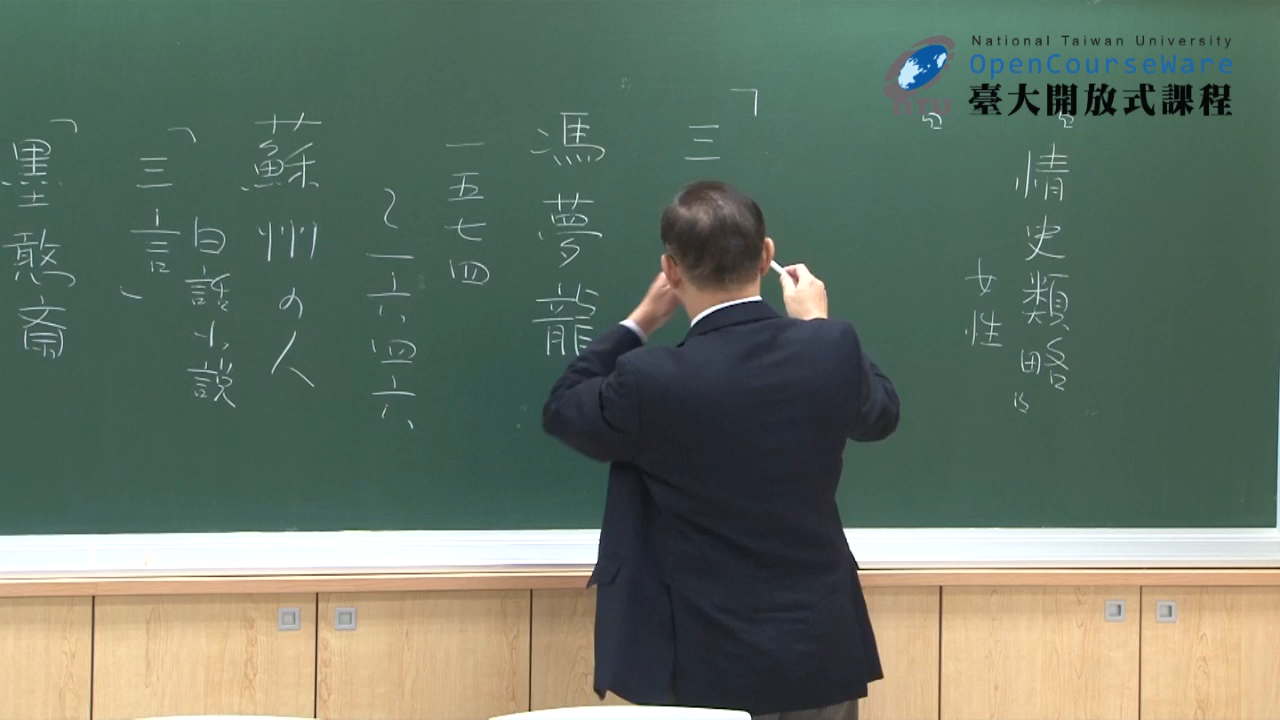 National Taiwan University
OpenCourseWare
臺大開放式課程
『情史類略』
女性
「三
馮夢龍
一五七四
~一六四六
蘇州の人
「三言」
白話小説
「墨憨斎